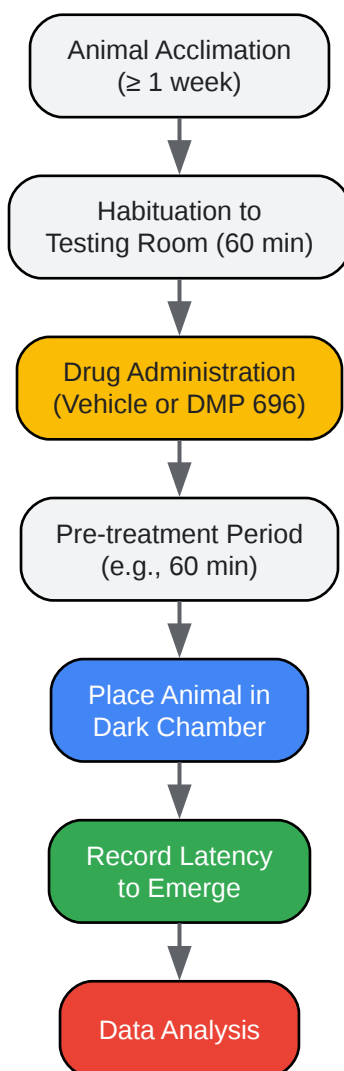 Animal Acclimation
(≥ 1 week)
Habituation to
Testing Room (60 min)
Drug Administration
(Vehicle or DMP 696)
Pre-treatment Period
(e.g., 60 min)
Place Animal in
Dark Chamber
Record Latency
to Emerge
Data Analysis